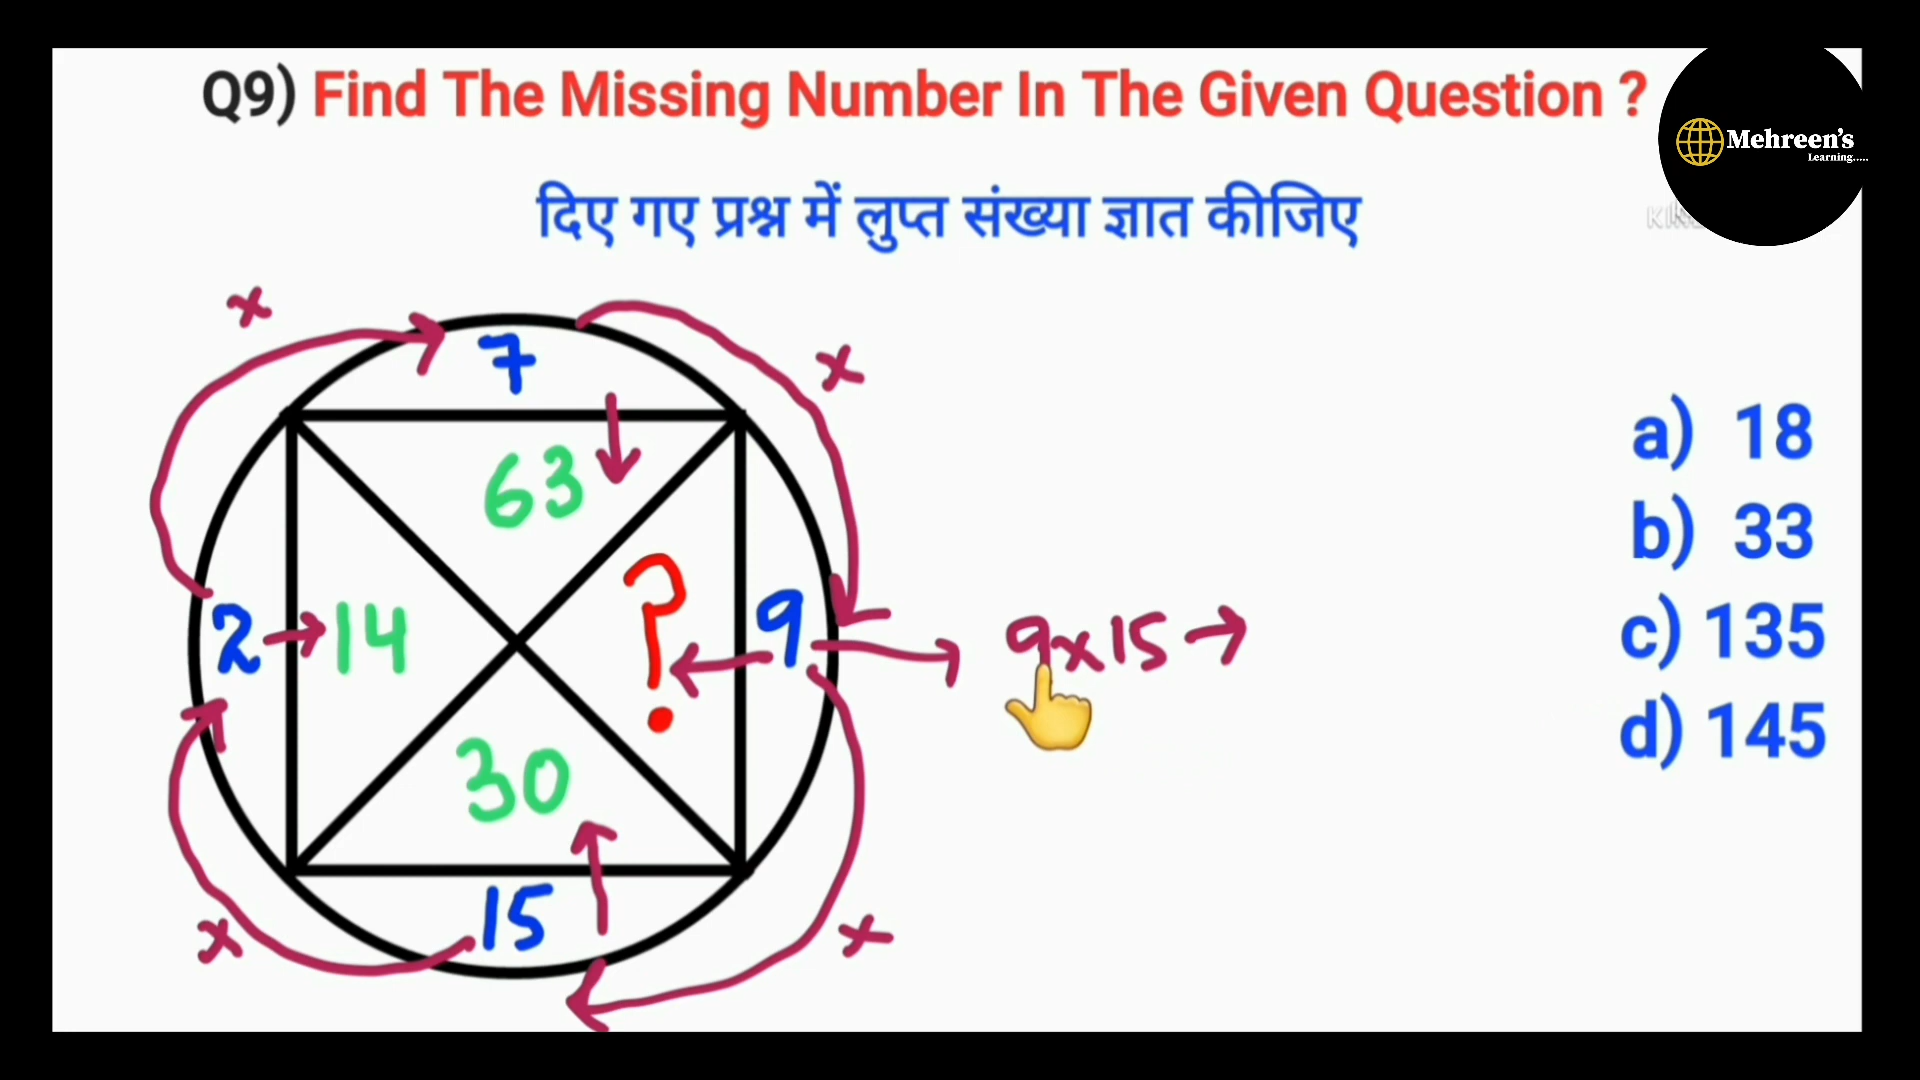 Q9) Find The Missing Number In The Given Question ?
Mehreen's
Learning.....
दिए गए प्रश्न में लुप्त संख्या ज्ञात कीजिए
x
7
x
63
a) 18
b) 33
2 → 14
?
9
9x15 →
c) 135
d) 145
30
15
x
x